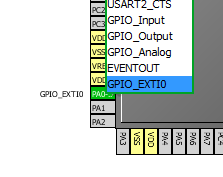 USART2_CTS
GPIO_Input
GPIO_Output
GPIO_Analog
EVENTOUT
GPIO_EXTI0
PC2
PC3
VDD
VSS
VRE
VDD
GPIO_EXTI0
PA0-
PA1
PA2
PA3
VSS
VDD
PA4
PA5
PA6
PA7
PC4